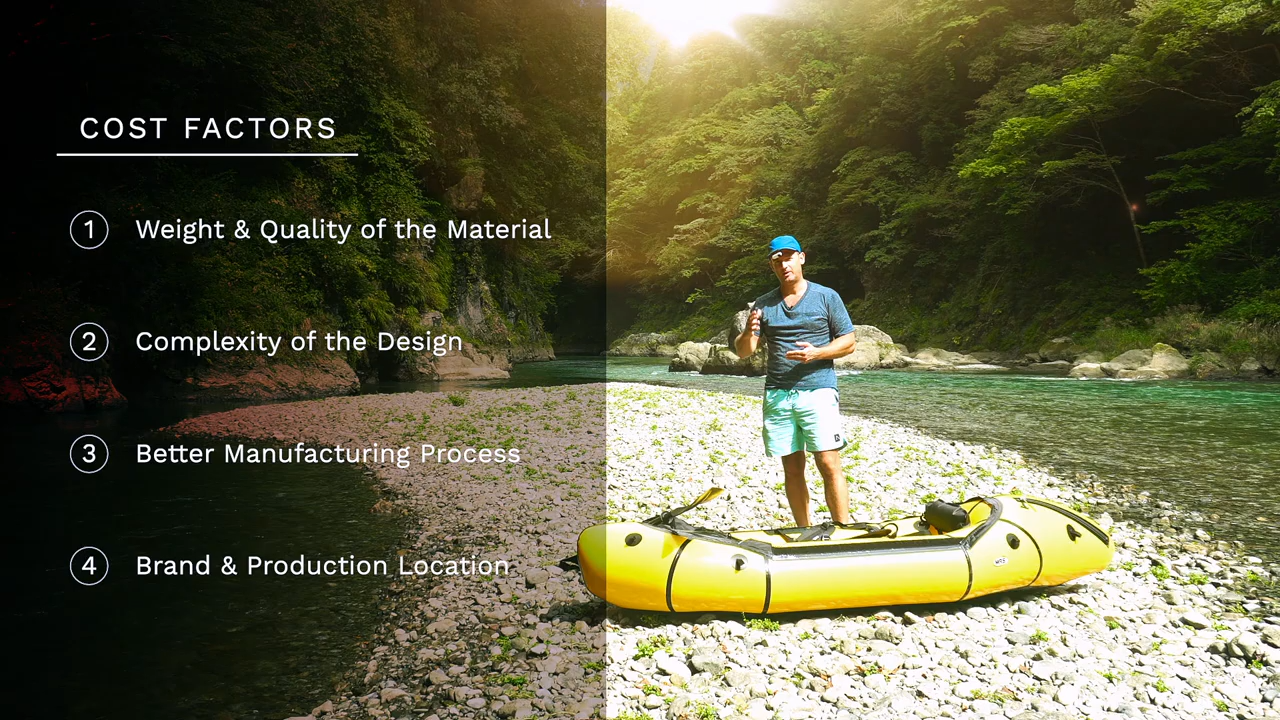 COST FACTORS
1 Weight & Quality of the Material
2 Complexity of the Design
3 Better Manufacturing Process
4 Brand & Production Location